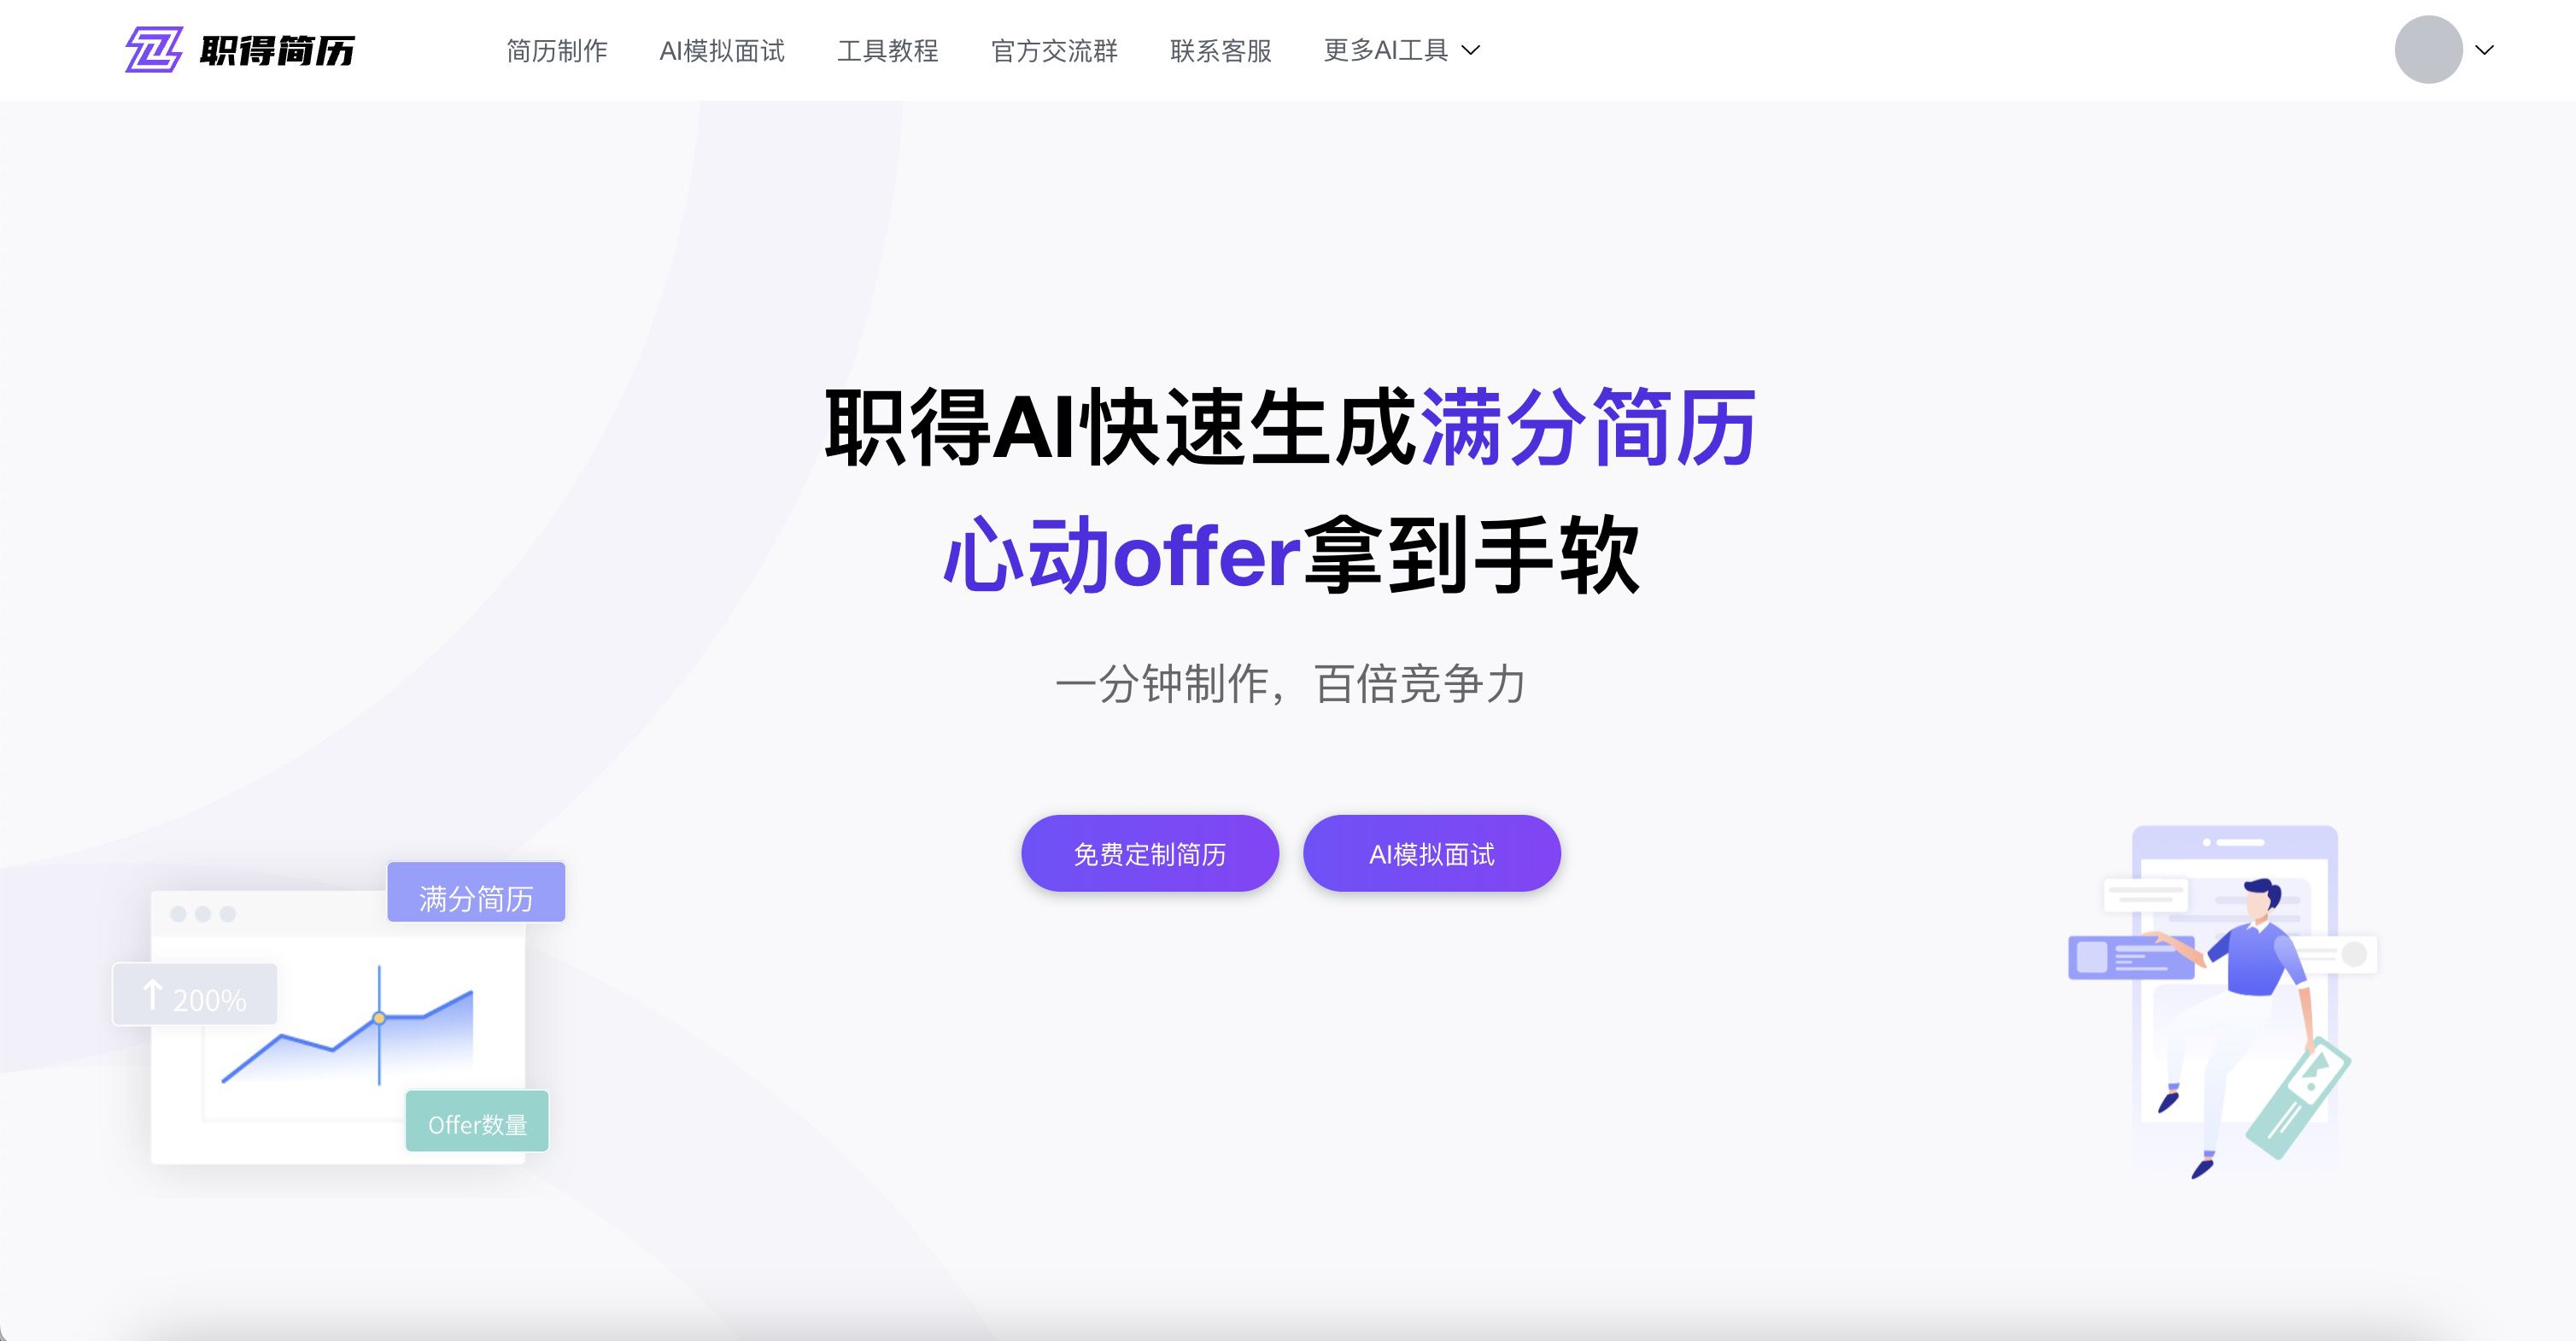 职得简历
简历制作
AI模拟面试
工具教程
官方交流群
联系客服
更多AI工具
职得AI快速生成满分简历
心动offer拿到手软
一分钟制作，百倍竞争力
免费定制简历
AI模拟面试
满分简历
↑ 200%
Offer数量